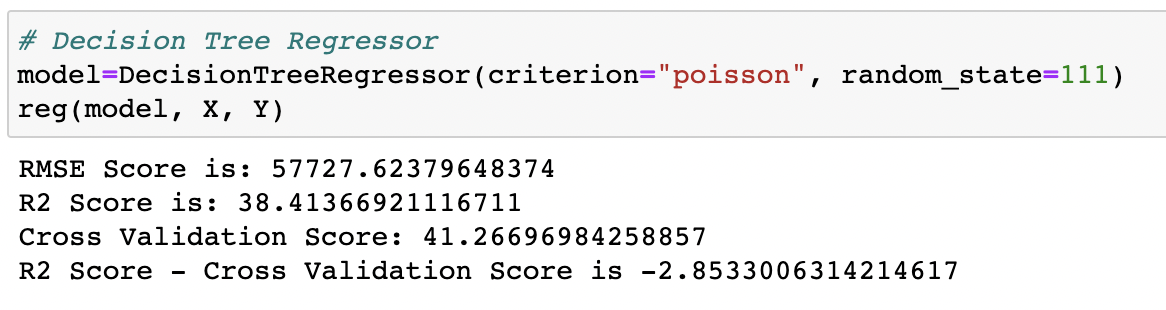 # Decision Tree Regressor
model=DecisionTreeRegressor(criterion="poisson", random_state=111)
reg(model, X, Y)
RMSE Score is: 57727.62379648374
R2 Score is: 38.41366921116711
Cross Validation Score: 41.26696984258857
R2 Score - Cross Validation Score is -2.8533006314214617